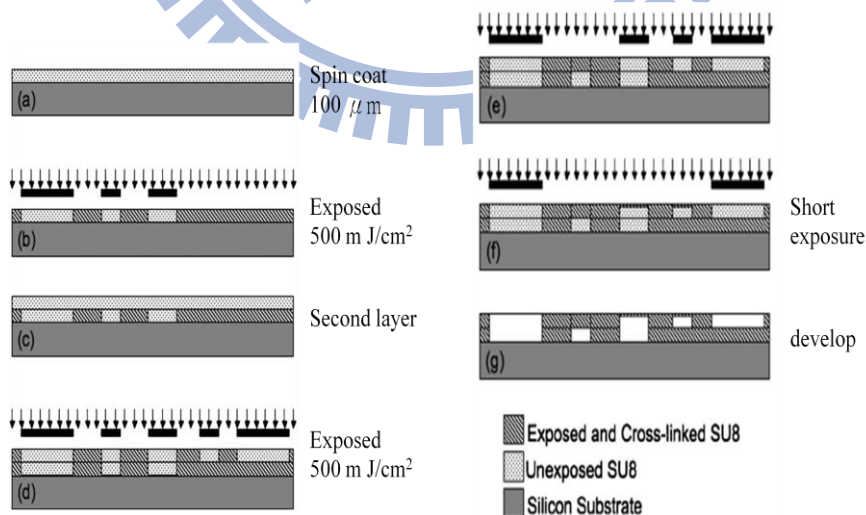 (a)
Spin coat
100 μm
(b)
Exposed
500 m J/cm²
(c)
Second layer
(d)
Exposed
500 m J/cm²
(e)
(f)
Short
exposure
(g)
develop
Exposed and Cross-linked SU8
Unexposed SU8
Silicon Substrate